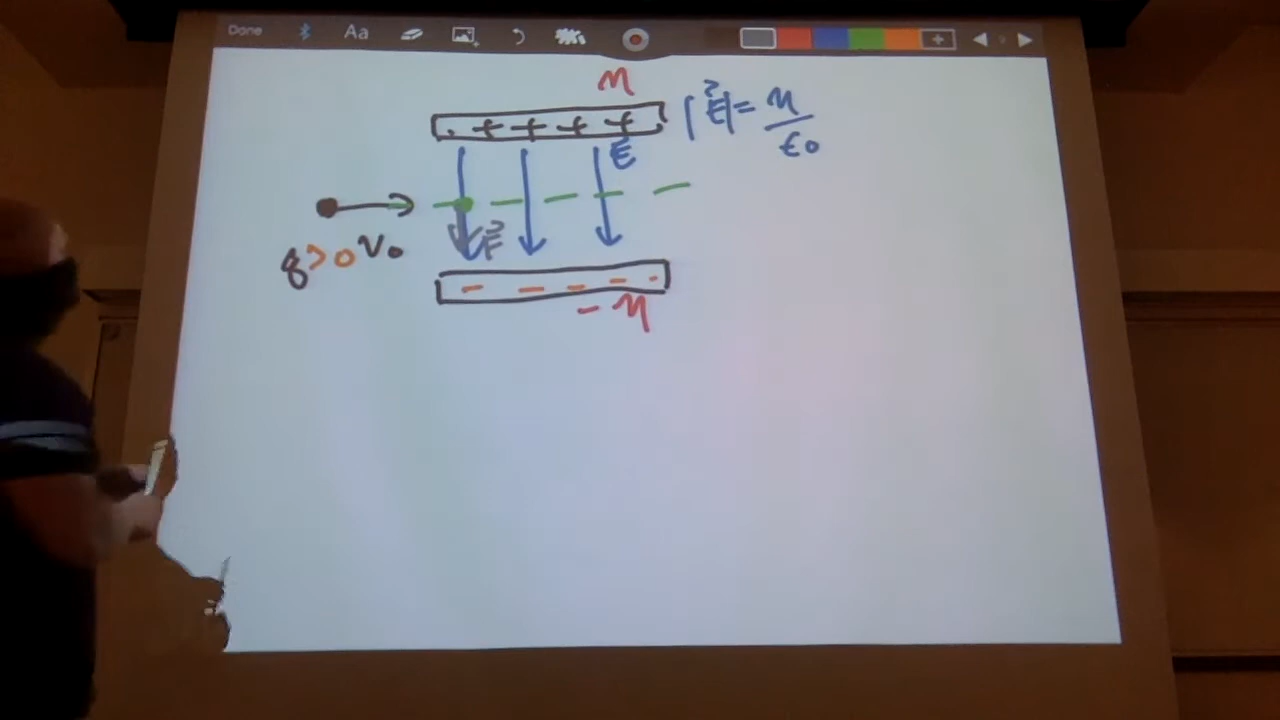 Done Aa
η
+ + + +
|E⃗| = η/ϵ0
E⃗
F⃗
q>0 v0
- - - - -
-η